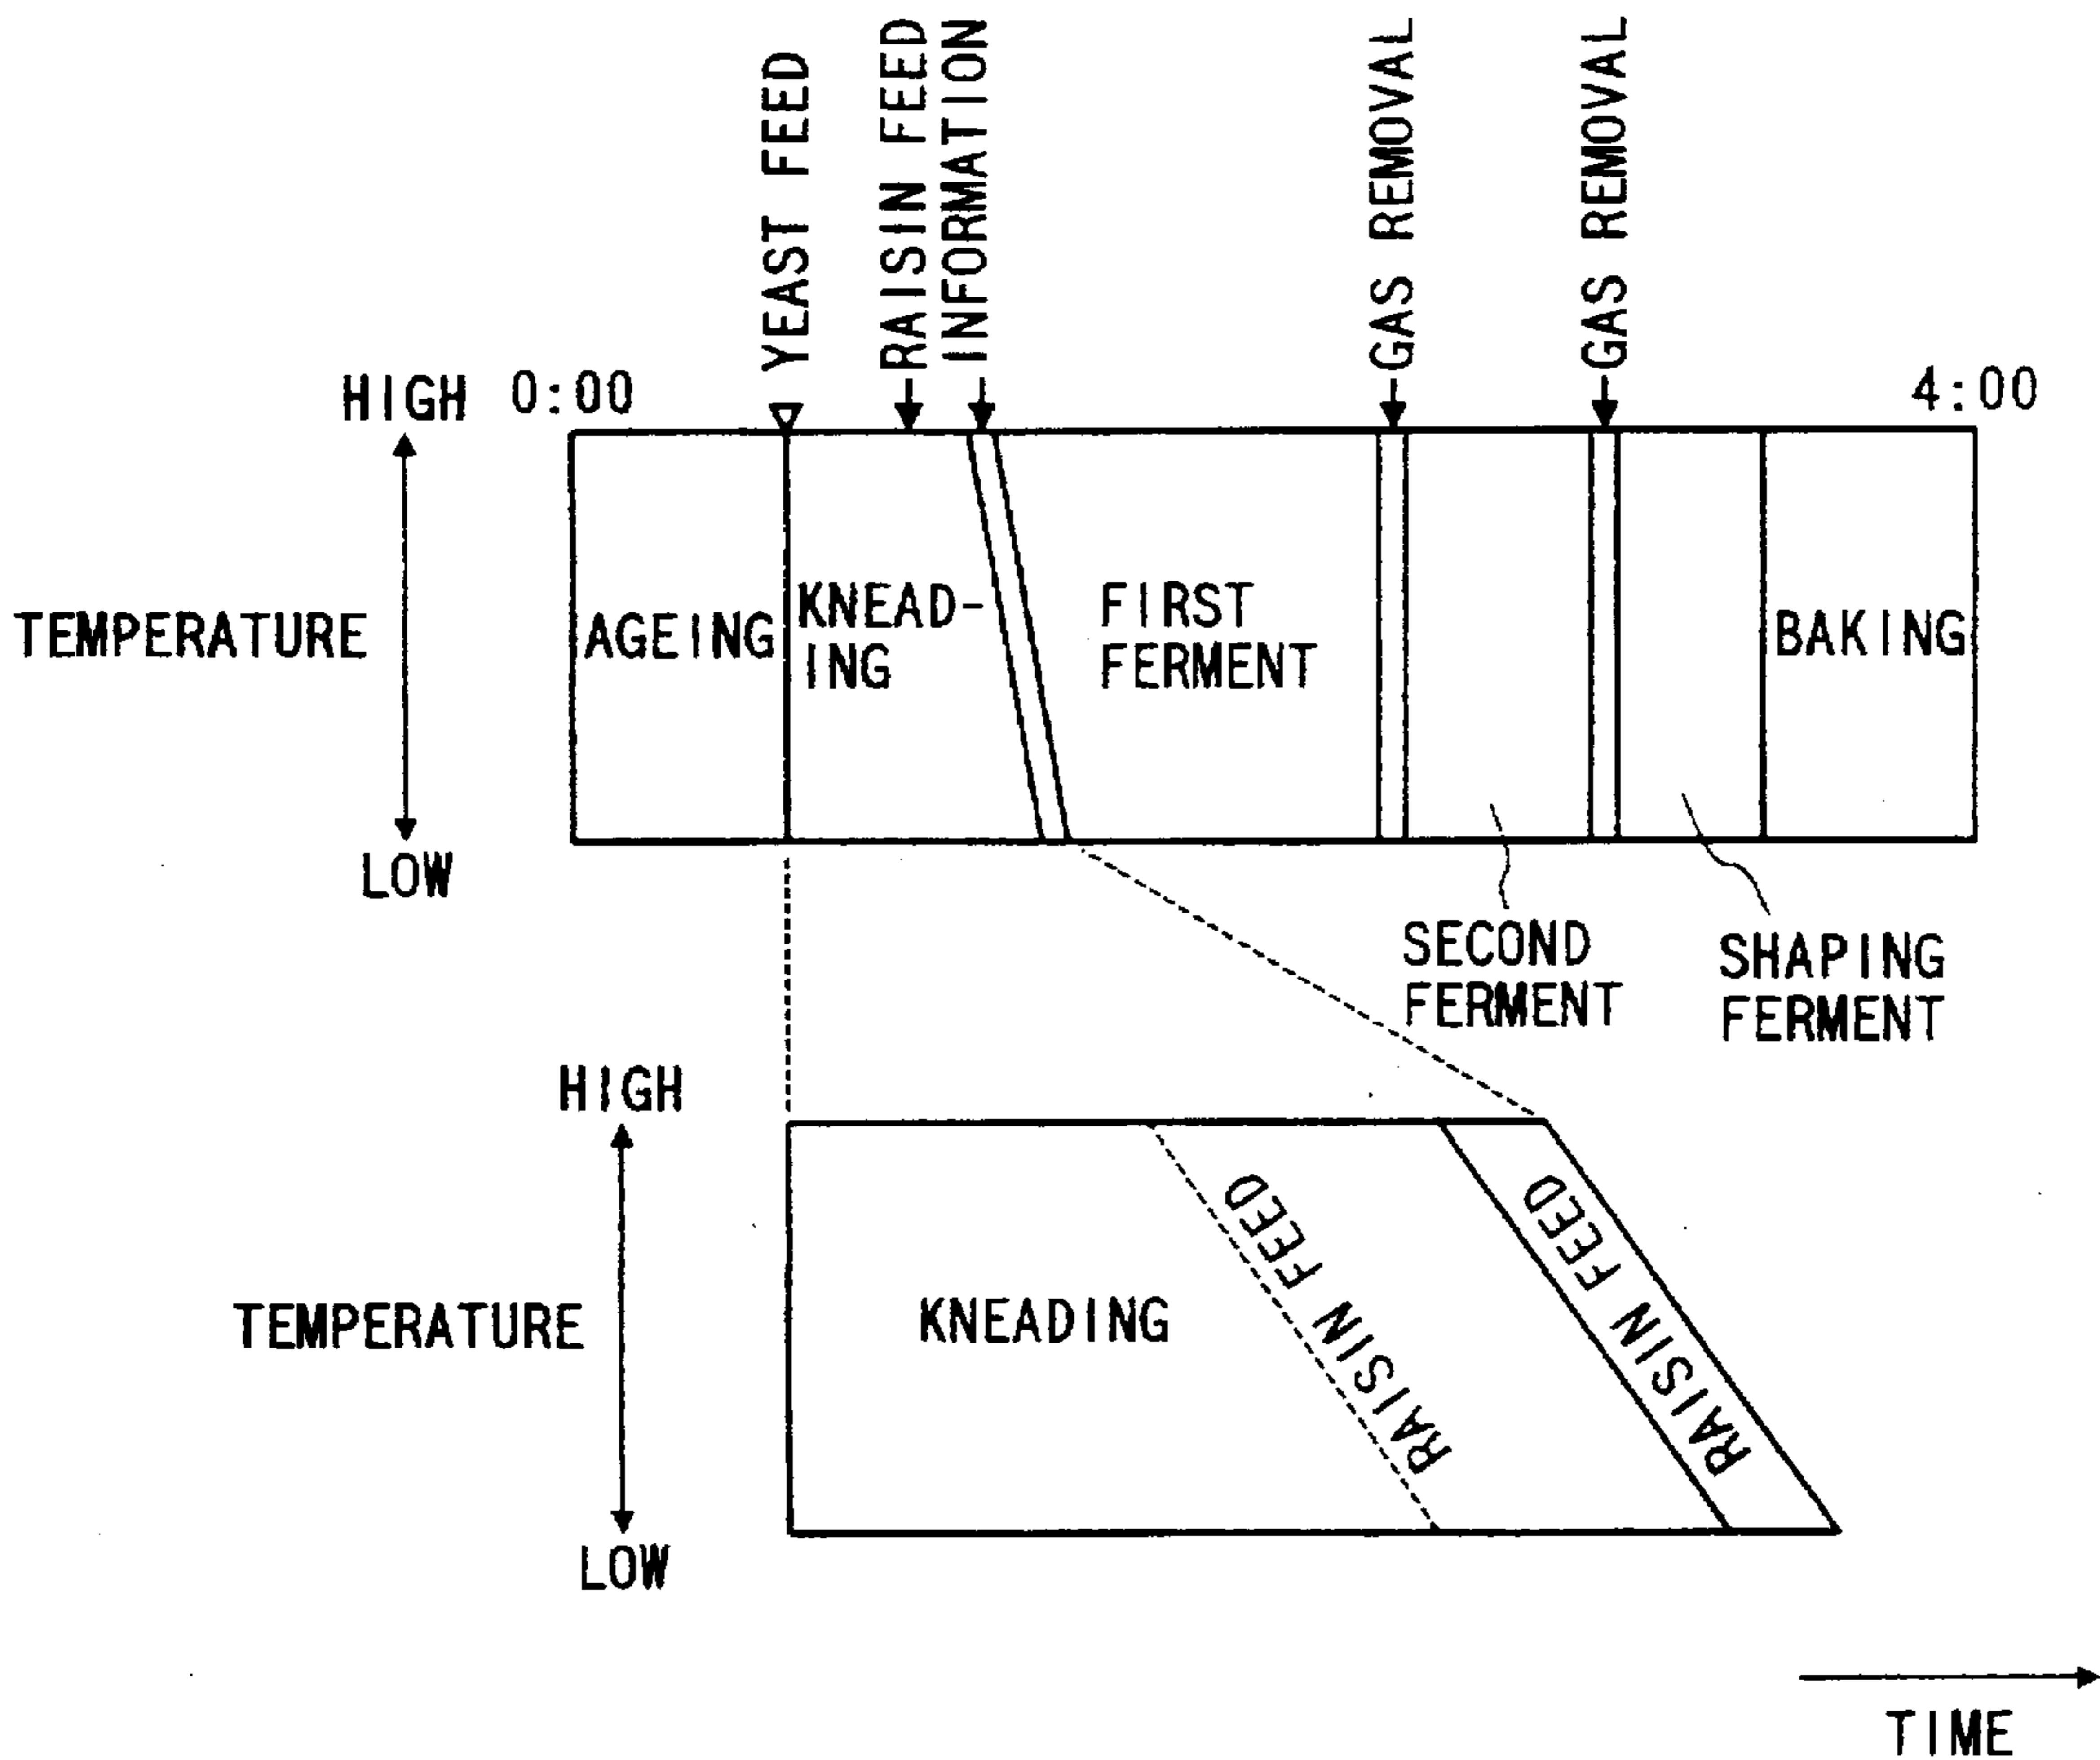 YEAST FEED
RAISIN FEED
INFORMATION
GAS REMOVAL
GAS REMOVAL
HIGH
0:00
4:00
TEMPERATURE
LOW
AGEING
KNEAD-
ING
FIRST
FERMENT
BAKING
SECOND
FERMENT
SHAPING
FERMENT
HIGH
TEMPERATURE
LOW
KNEADING
RAISIN FEED
RAISIN FEED
TIME